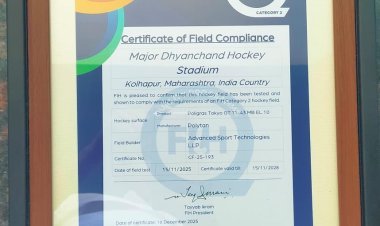 CATEGORY 2
Certificate of Field Compliance
Major Dhyanchand Hockey
Stadium
Kolhapur, Maharashtra, India Country
FIH is pleased to confirm that this hockey field has been tested and
shown to comply with the requirements of an FIH Category 2 hockey field.
Hockey surface Product Poligras Tokyo GT
Manufacturer Polytan
Field Builder Advanced Sport Technologies
LLP
Certificate No. CF-25-193
Date of field test 15/11/2025 Certificate valid till 15/11/2028
Tayyab Ikram
FIH President
Date 10 December 2025